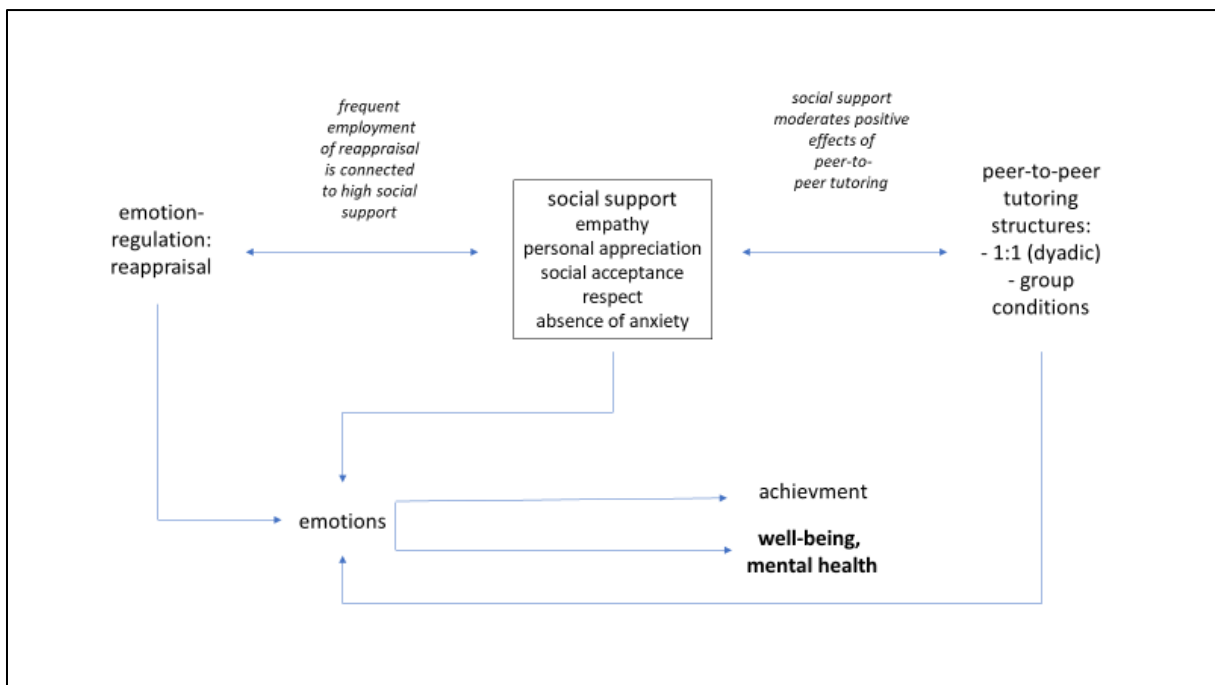 frequent
employment
of reappraisal
is connected
to high social
support
social support
moderates positive
effects of
peer-to-
peer tutoring
emotion-
regulation:
reappraisal
social support
empathy
personal appreciation
social acceptance
respect
absence of anxiety
peer-to-peer
tutoring
structures:
- 1:1 (dyadic)
- group
conditions
emotions
achievment
well-being,
mental health